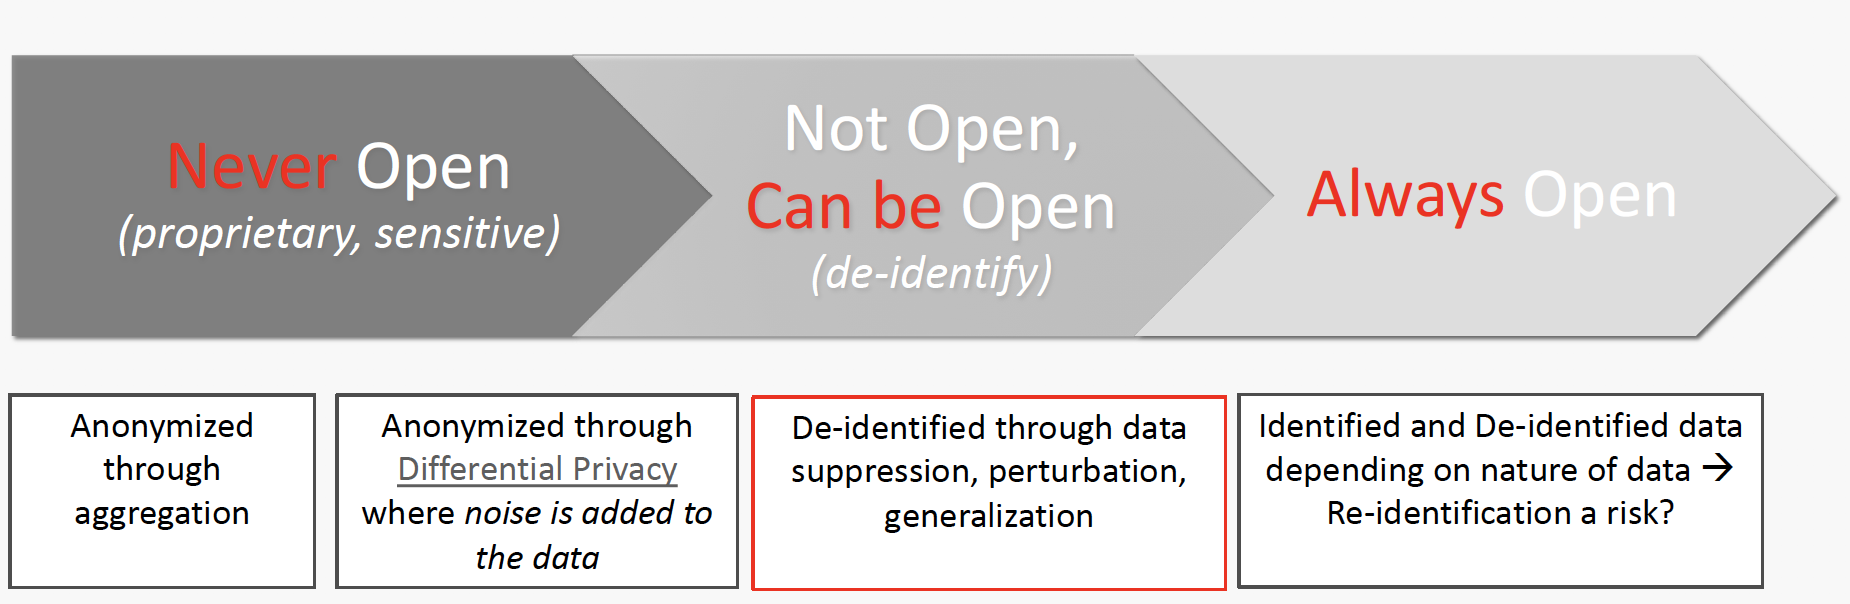 Never Open
(proprietary, sensitive)
Not Open,
Can be Open
(de-identify)
Always Open
Anonymized
through
aggregation
Anonymized through
Differential Privacy
where noise is added to
the data
De-identified through data
suppression, perturbation,
generalization
Identified and De-identified data
depending on nature of data →
Re-identification a risk?